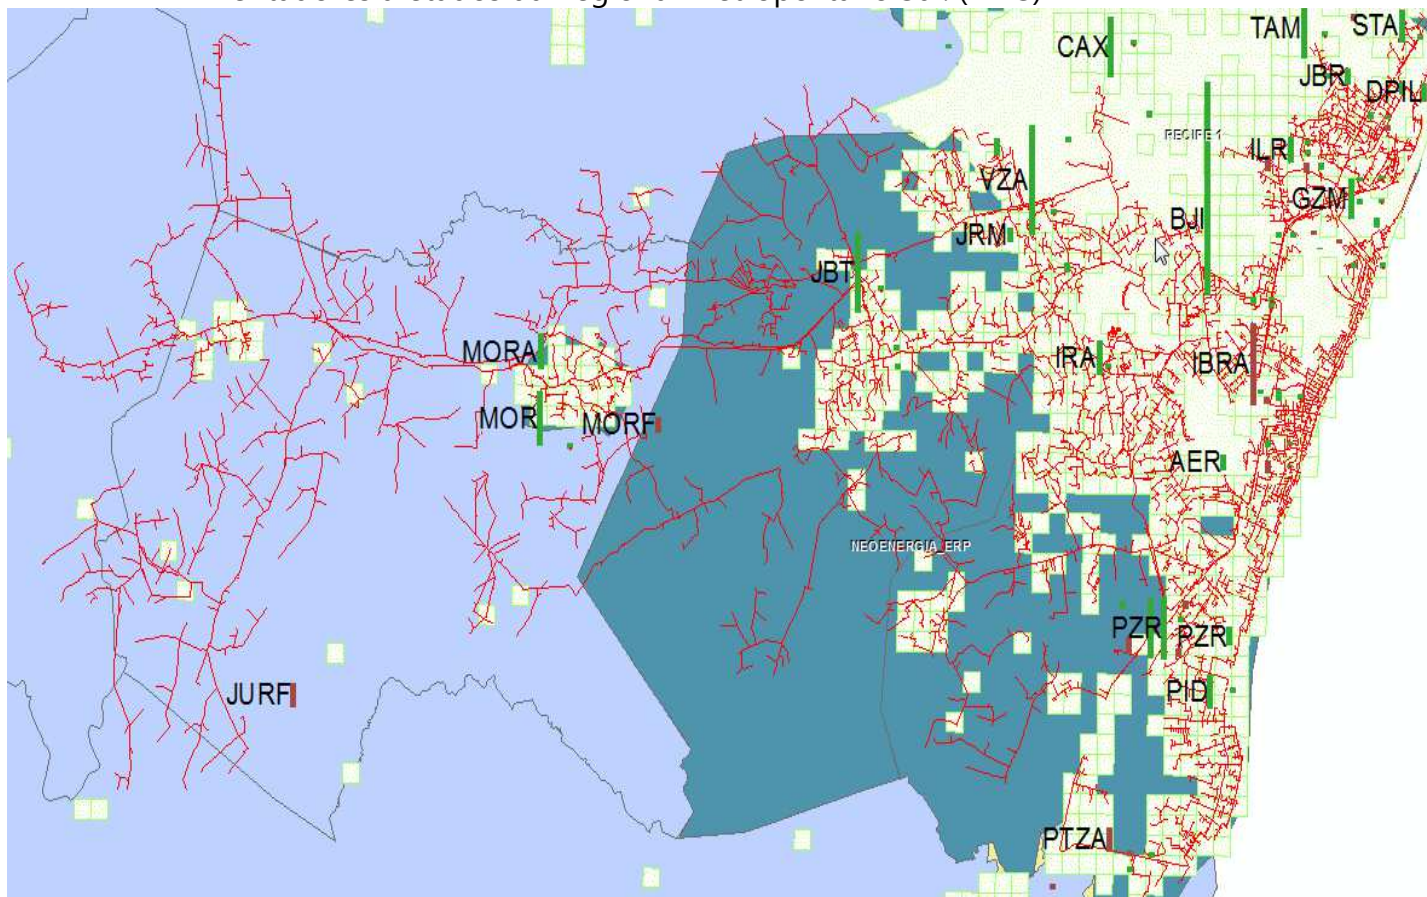 CAX
TAM
STA
JBR
DPIL
RECIFE 1
ILR
VZA
GZM
BJI
JRM
JBT
MORA
IRA
IBRA
MOR
MORF
AER
NEOENERGIA_ERP
PZR
PZR
JURF
PID
PTZA